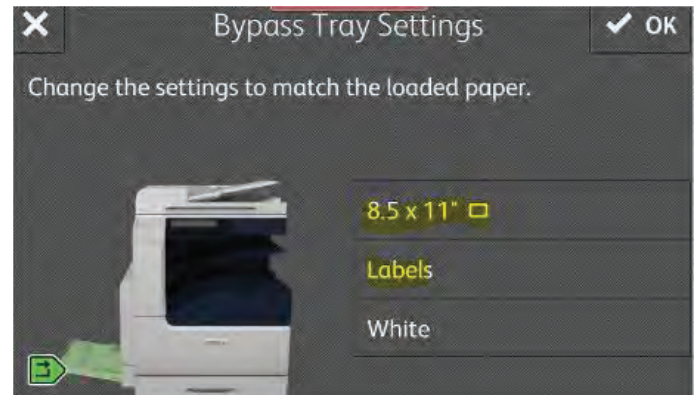 Bypass Tray Settings
OK
Change the settings to match the loaded paper.
8.5 x 11"
Labels
White